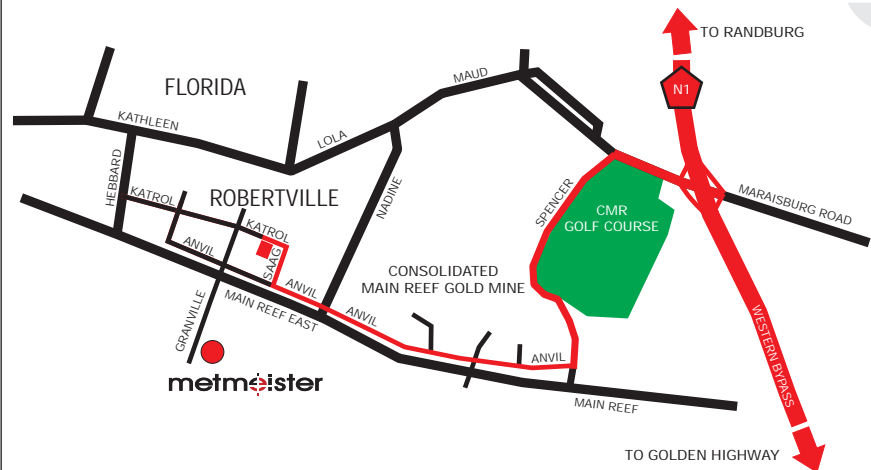 TO RANDBURG
N1
MAUD
FLORIDA
KATHLEEN
LOLA
HEBBARD
KATROL
ROBERTVILLE
NADINE
SPENCER
CMR
GOLF COURSE
MARAISBURG ROAD
KATROL
ANVIL
SAAG
CONSOLIDATED
MAIN REEF GOLD MINE
ANVIL
MAIN REEF EAST
ANVIL
GRANVILLE
WESTERN BYPASS
ANVIL
metmeister
MAIN REEF
TO GOLDEN HIGHWAY